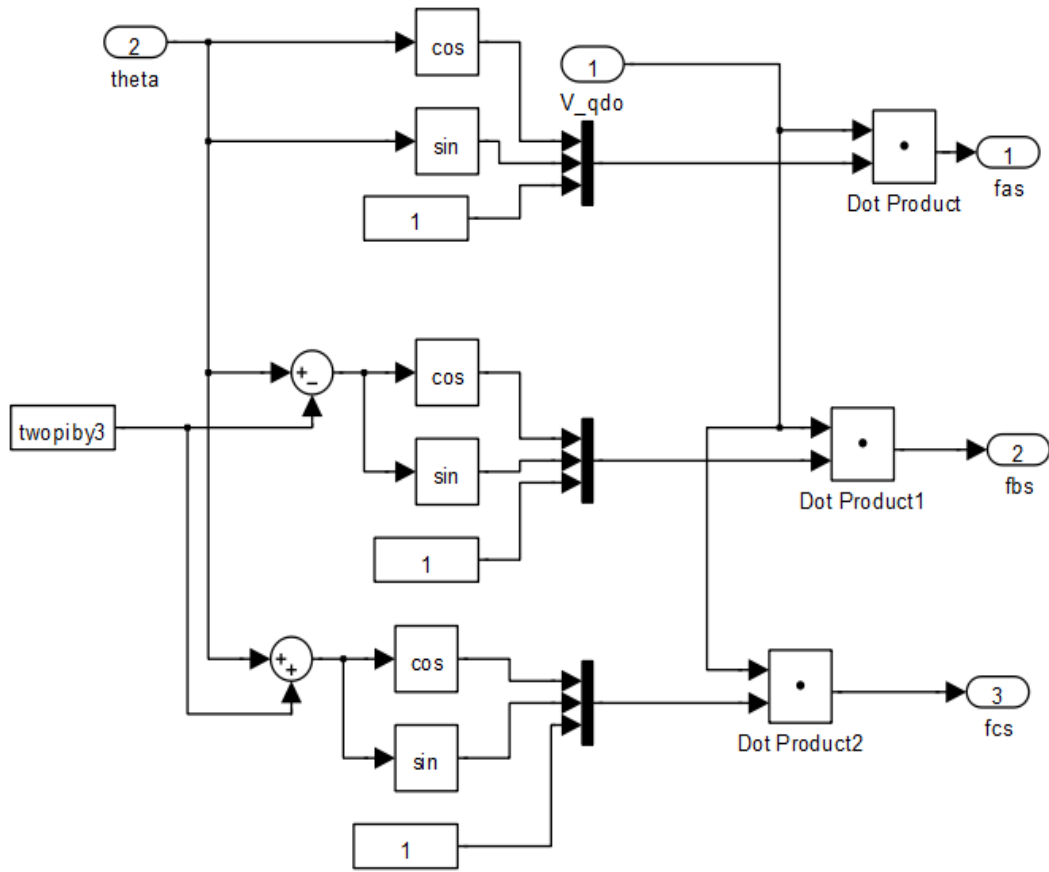 2
theta
cos
sin
1
1
V_qdo
Dot Product
1
fas
twopiby3
+
−
cos
sin
1
Dot Product1
2
fbs
+
+
cos
sin
1
Dot Product2
3
fcs